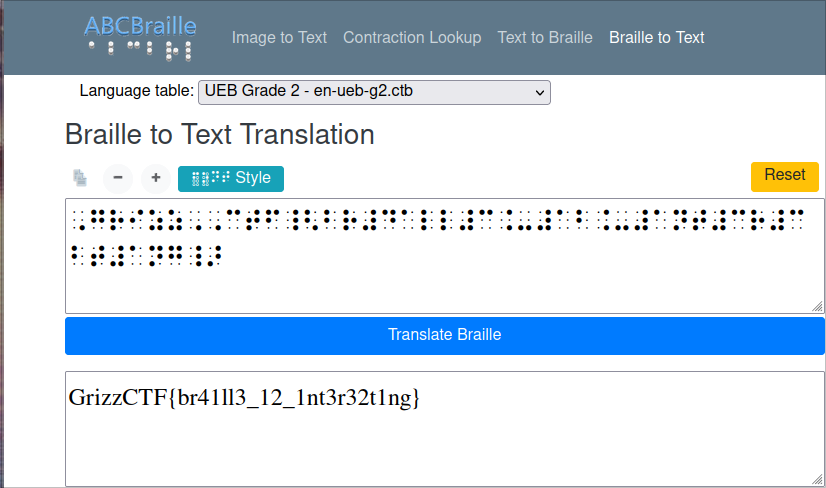 ABCBraille
Image to Text Contraction Lookup Text to Braille Braille to Text
Language table: UEB Grade 2 - en-ueb-g2.ctb
Braille to Text Translation
− + Style Reset
⠠⠛⠗⠊⠵⠵⠠⠠⠉⠞⠋⠸⠣⠃⠗⠼⠙⠁⠇⠇⠼⠉⠨⠤⠼⠁⠃⠨⠤⠼⠁⠝⠞⠼⠉⠗⠼⠉
⠃⠞⠼⠁⠝⠛⠸⠜
Translate Braille
GrizzCTF{br41ll3_12_1nt3r32t1ng}